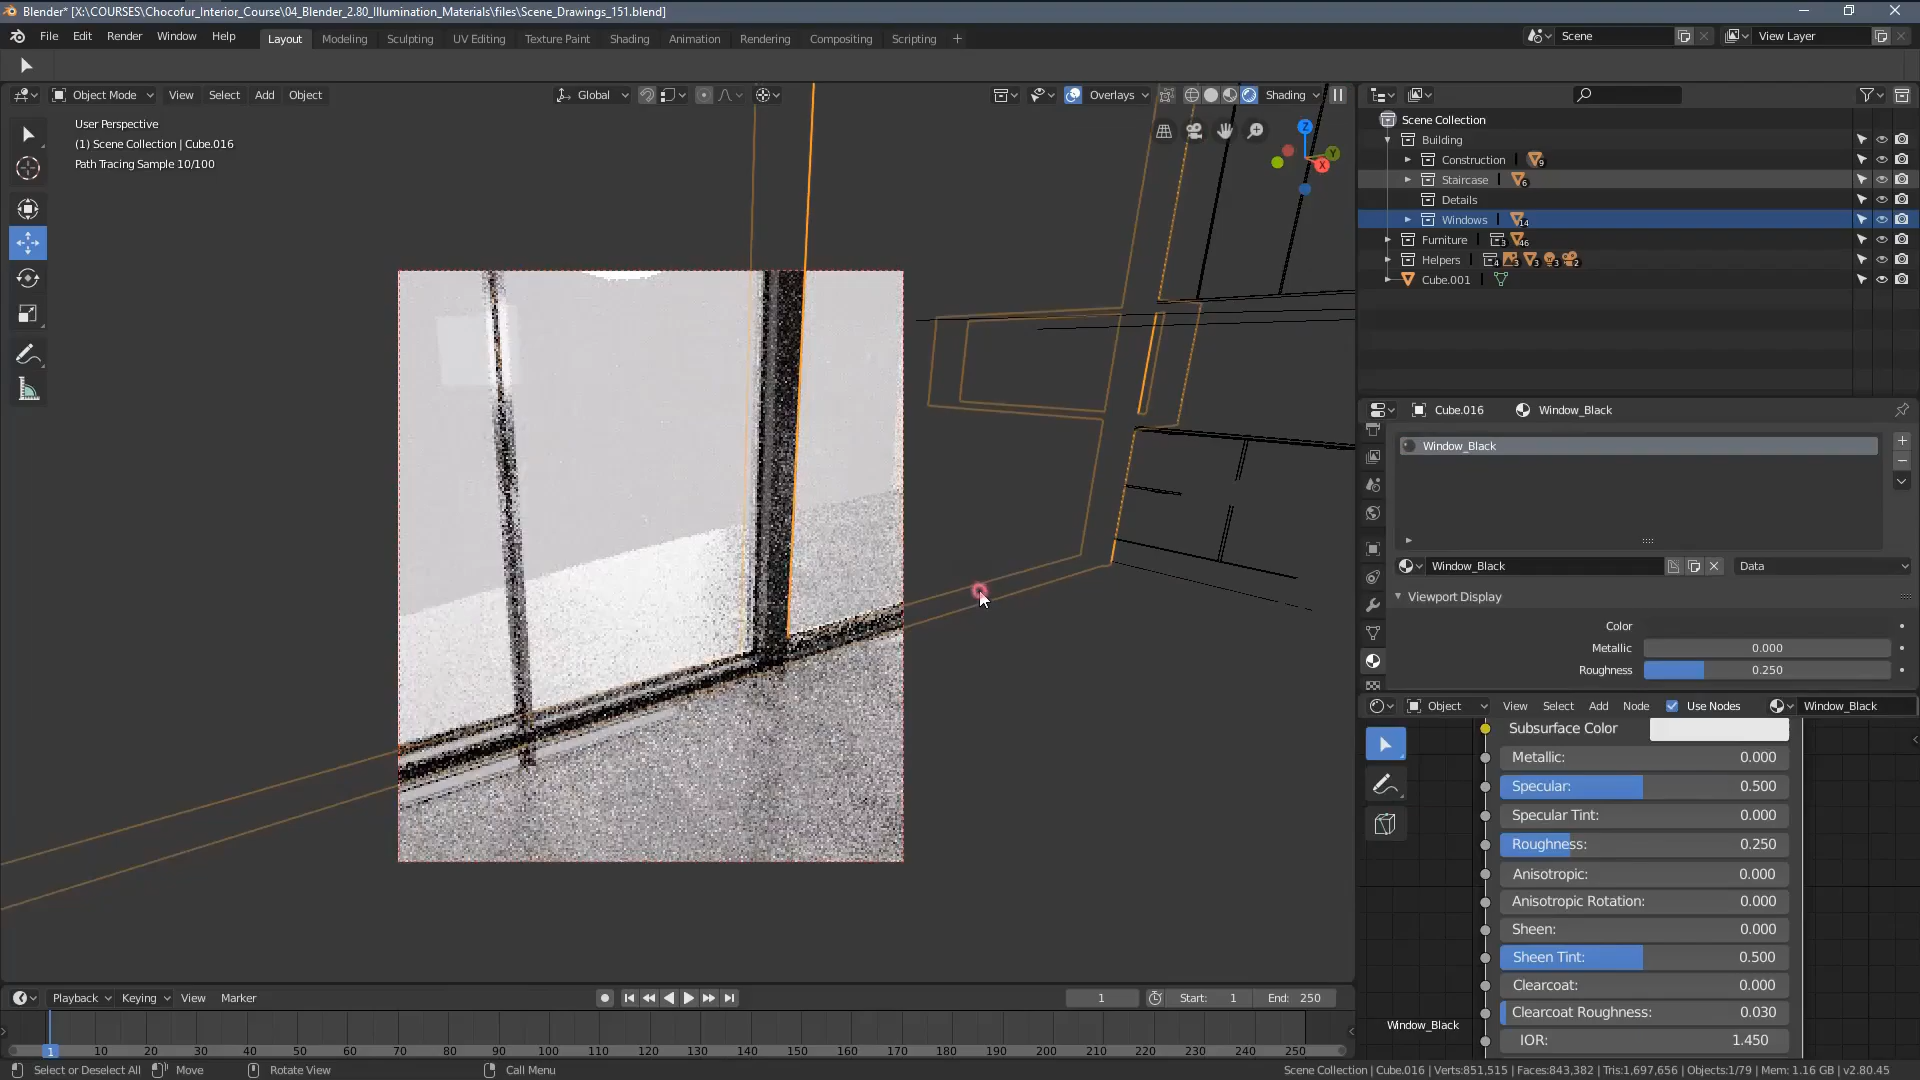 Blender* [X:\COURSES\Chocofur_Interior_Course\04_Blender_2.80_Illumination_Materials\files\Scene_Drawings_151.blend]
File Edit Render Window Help Layout Modeling Sculpting UV Editing Texture Paint Shading Animation Rendering Compositing Scripting + Scene View Layer
Object Mode View Select Add Object Global Overlays Shading
User Perspective
(1) Scene Collection | Cube.016
Path Tracing Sample 10/100
Z
Y
X
Scene Collection
Building
Construction 9
Staircase 6
Details
Windows 14
Furniture 3 46
Helpers 4 3 3 3 2
Cube.001
Cube.016 Window_Black
Window_Black
Window_Black Data
Viewport Display
Color
Metallic 0.000
Roughness 0.250
Object View Select Add Node Use Nodes Window_Black
Subsurface Color
Metallic: 0.000
Specular: 0.500
Specular Tint: 0.000
Roughness: 0.250
Anisotropic: 0.000
Anisotropic Rotation: 0.000
Sheen: 0.000
Sheen Tint: 0.500
Clearcoat: 0.000
Clearcoat Roughness: 0.030
IOR: 1.450
Window_Black
Playback Keying View Marker 1 Start: 1 End: 250
1 10 20 30 40 50 60 70 80 90 100 110 120 130 140 150 160 170 180 190 200 210 220 230 240 250
Select or Deselect All Move Rotate View Call Menu Scene Collection | Cube.016 | Verts:851,515 | Faces:843,382 | Tris:1,697,656 | Objects:1/79 | Mem: 1.16 GB | v2.80.45